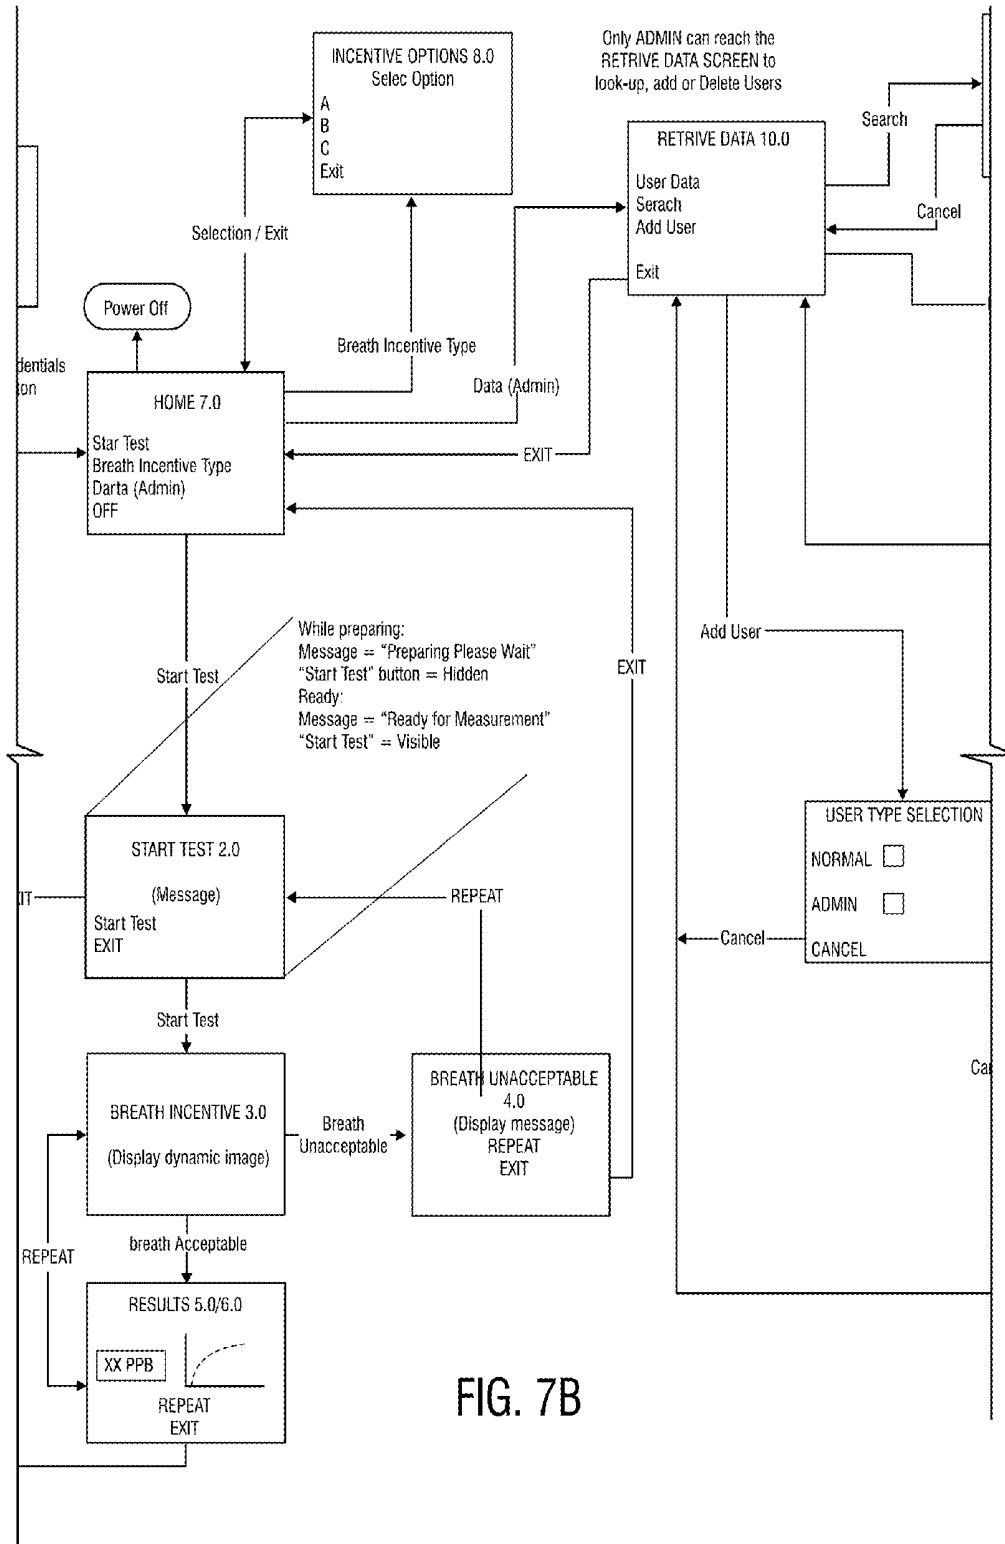 INCENTIVE OPTIONS 8.0
Selec Option
A
B
C
Exit
Only ADMIN can reach the
RETRIVE DATA SCREEN to
look-up, add or Delete Users
Search
RETRIVE DATA 10.0
User Data
Serach
Add User
Exit
Cancel
Selection / Exit
Power Off
Breath Incentive Type
Data (Admin)
dentials
ion
HOME 7.0
Star Test
Breath Incentive Type
Darta (Admin)
OFF
EXIT
While preparing:
Message = “Preparing Please Wait”
“Start Test” button = Hidden
Ready:
Message = “Ready for Measurement”
“Start Test” = Visible
Start Test
EXIT
Add User
USER TYPE SELECTION
NORMAL
ADMIN
CANCEL
Cancel
START TEST 2.0
(Message)
Start Test
EXIT
IT
REPEAT
Start Test
BREATH INCENTIVE 3.0
(Display dynamic image)
Breath
Unacceptable
BREATH UNACCEPTABLE
4.0
(Display message)
REPEAT
EXIT
Ca
breath Acceptable
REPEAT
RESULTS 5.0/6.0
XX PPB
REPEAT
EXIT
FIG. 7B